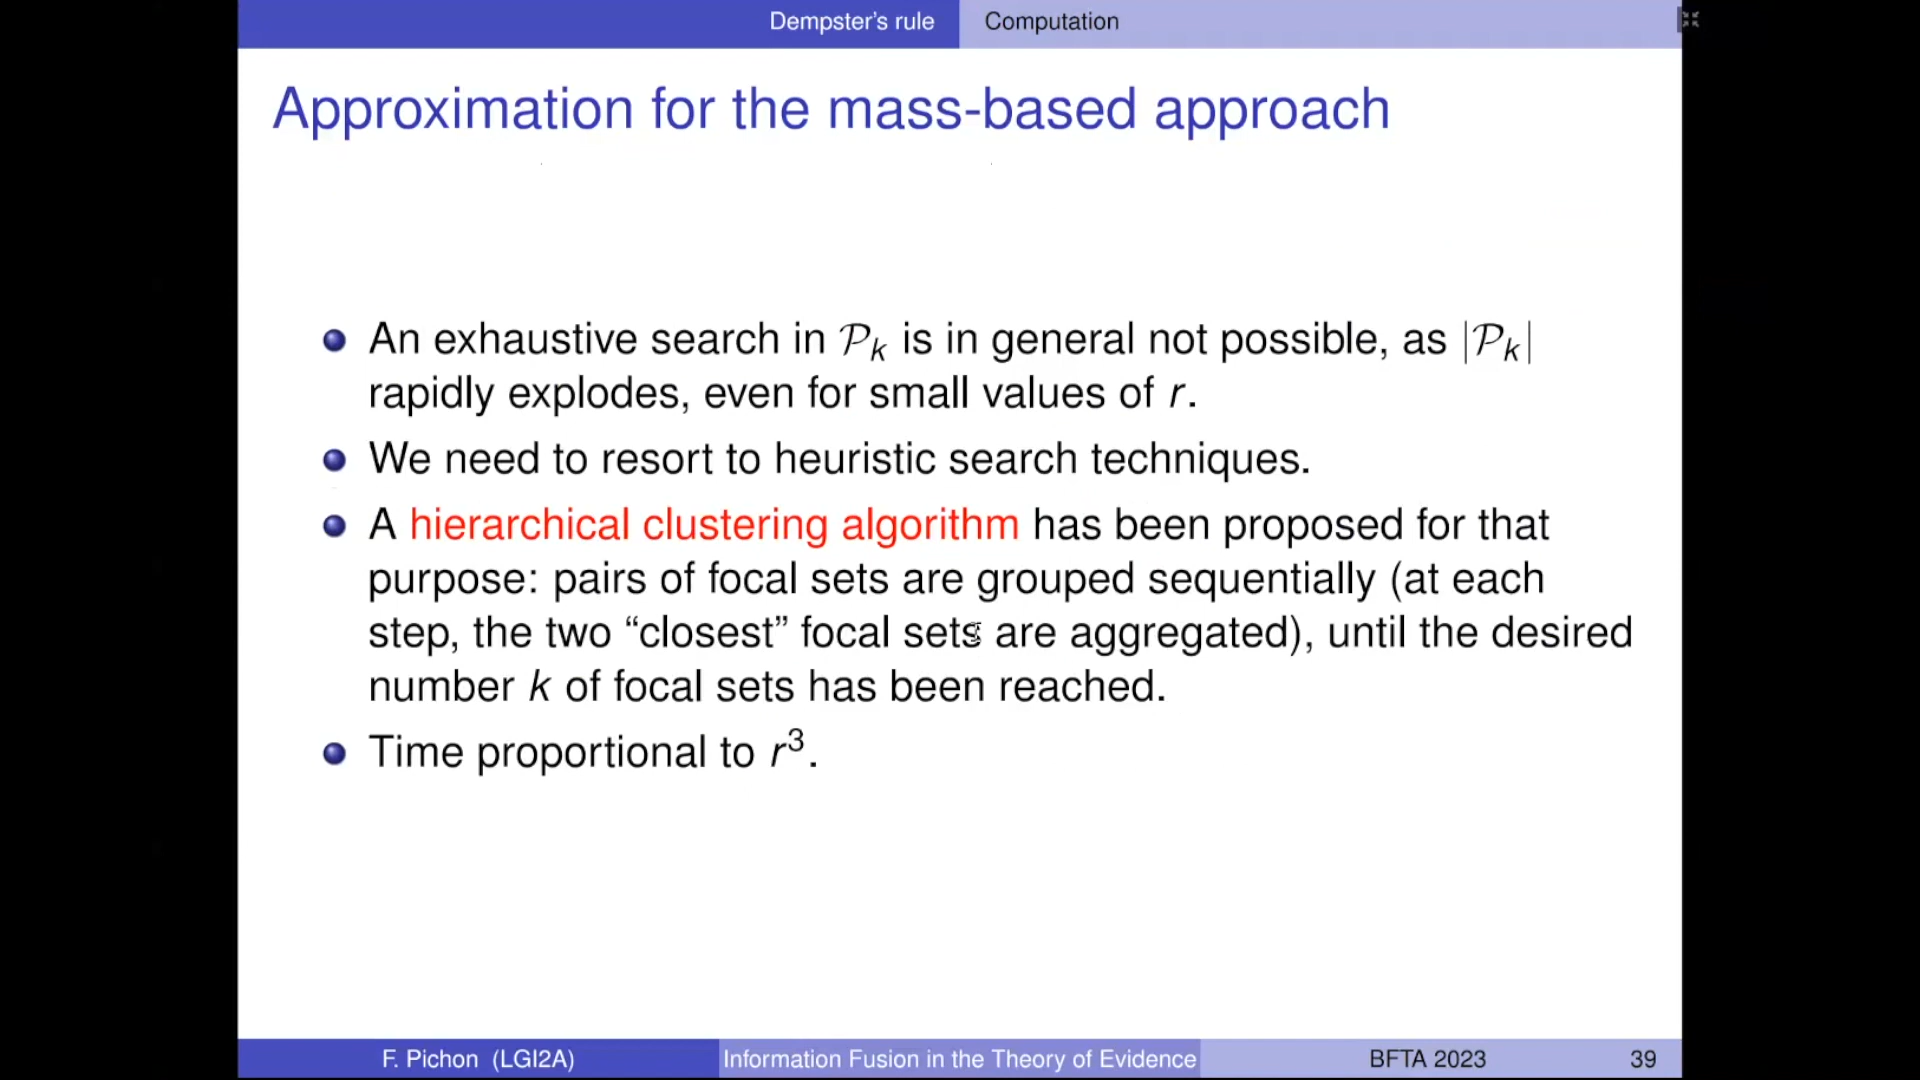 Dempster's rule Computation
Approximation for the mass-based approach
An exhaustive search in 𝒫ₖ is in general not possible, as |𝒫ₖ|
rapidly explodes, even for small values of r.
We need to resort to heuristic search techniques.
A hierarchical clustering algorithm has been proposed for that
purpose: pairs of focal sets are grouped sequentially (at each
step, the two “closest” focal sets are aggregated), until the desired
number k of focal sets has been reached.
Time proportional to r³.
F. Pichon (LGI2A) Information Fusion in the Theory of Evidence BFTA 2023 39